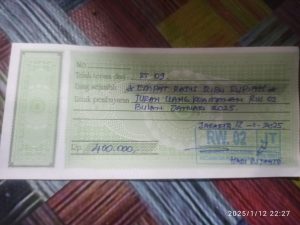 No
Telah terima dari RT 09
Uang sejumlah # EMPAT RATUS RIBU RUPIAH #
Untuk pembayaran IURAN UANG KEAMANAN RW 02
BULAN JANUARI 2025
JAKARTA 12 - 1 - 2025
RW. 02
Rp 400.000,-
2025/1/12 22:27